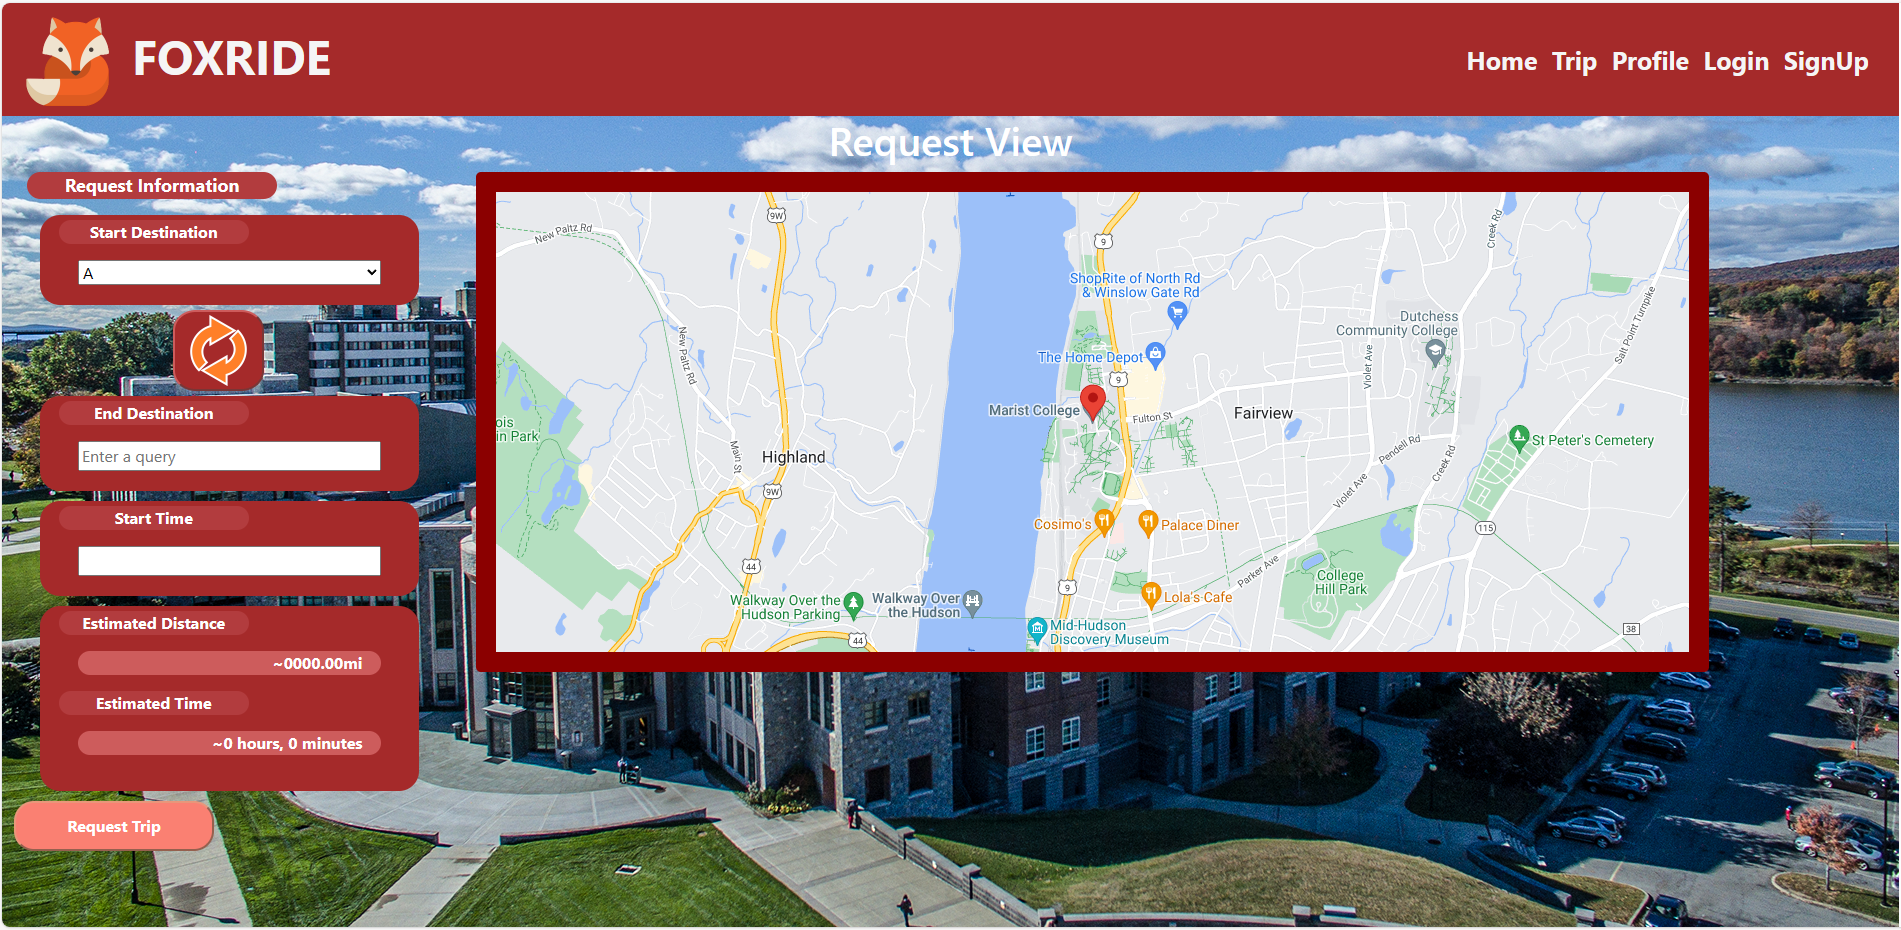 FOXRIDE
Home Trip Profile Login SignUp
Request View
Request Information
Start Destination
A
End Destination
Enter a query
Start Time
Estimated Distance
~0000.00mi
Estimated Time
~0 hours, 0 minutes
Request Trip
New Paltz Rd
9W
New Paltz Rd
Main St
Highland
9W
44
44
ois
in Park
Walkway Over the
Hudson Parking
Walkway Over
the Hudson
9
ShopRite of North Rd
& Winslow Gate Rd
The Home Depot
9
Marist College
Fulton St
Fairview
Dutchess
Community College
Violet Ave
Creek Rd
Salt Point Turnpike
St Peter's Cemetery
Pendell Rd
Creek Rd
Violet Ave
115
Cosimo's
Palace Diner
Parker Ave
9
Lola's Cafe
College
Hill Park
Mid-Hudson
Discovery Museum
38